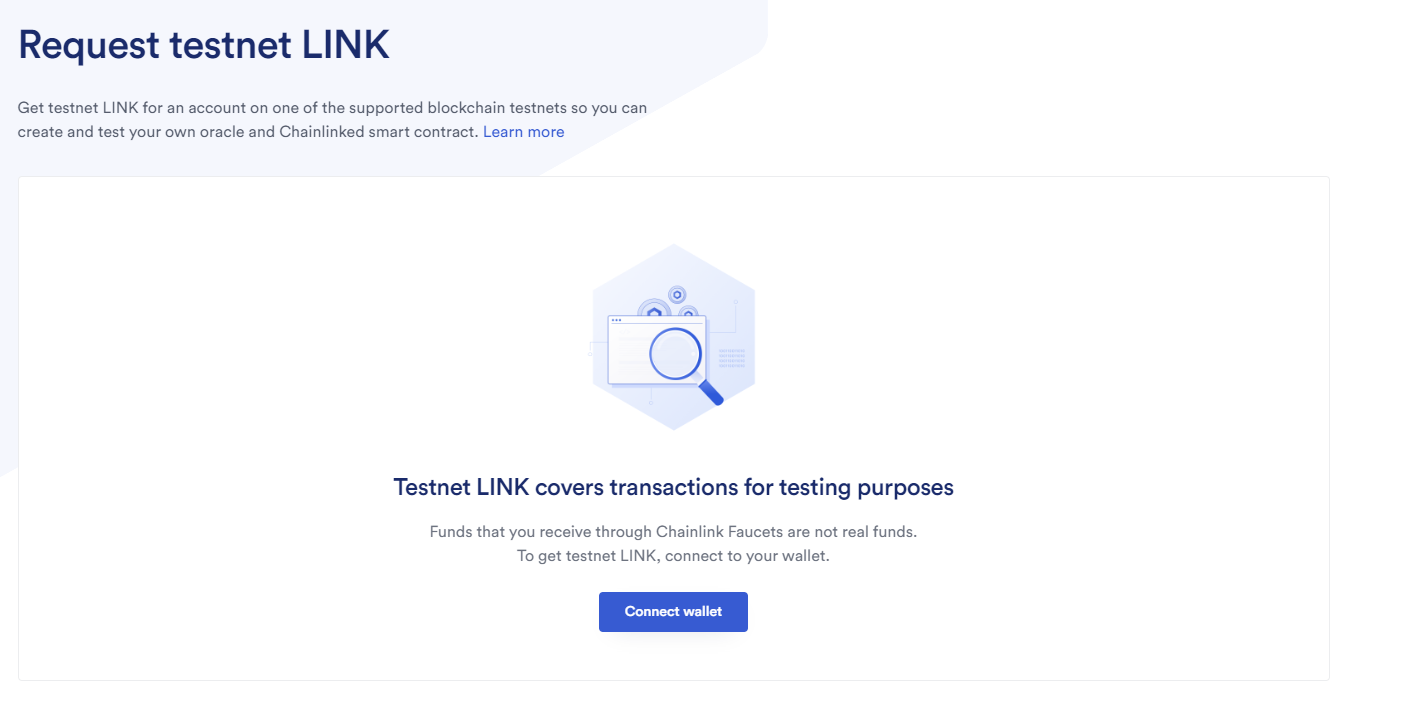 Request testnet LINK
Get testnet LINK for an account on one of the supported blockchain testnets so you can
create and test your own oracle and Chainlinked smart contract. Learn more
Testnet LINK covers transactions for testing purposes
Funds that you receive through Chainlink Faucets are not real funds.
To get testnet LINK, connect to your wallet.
Connect wallet